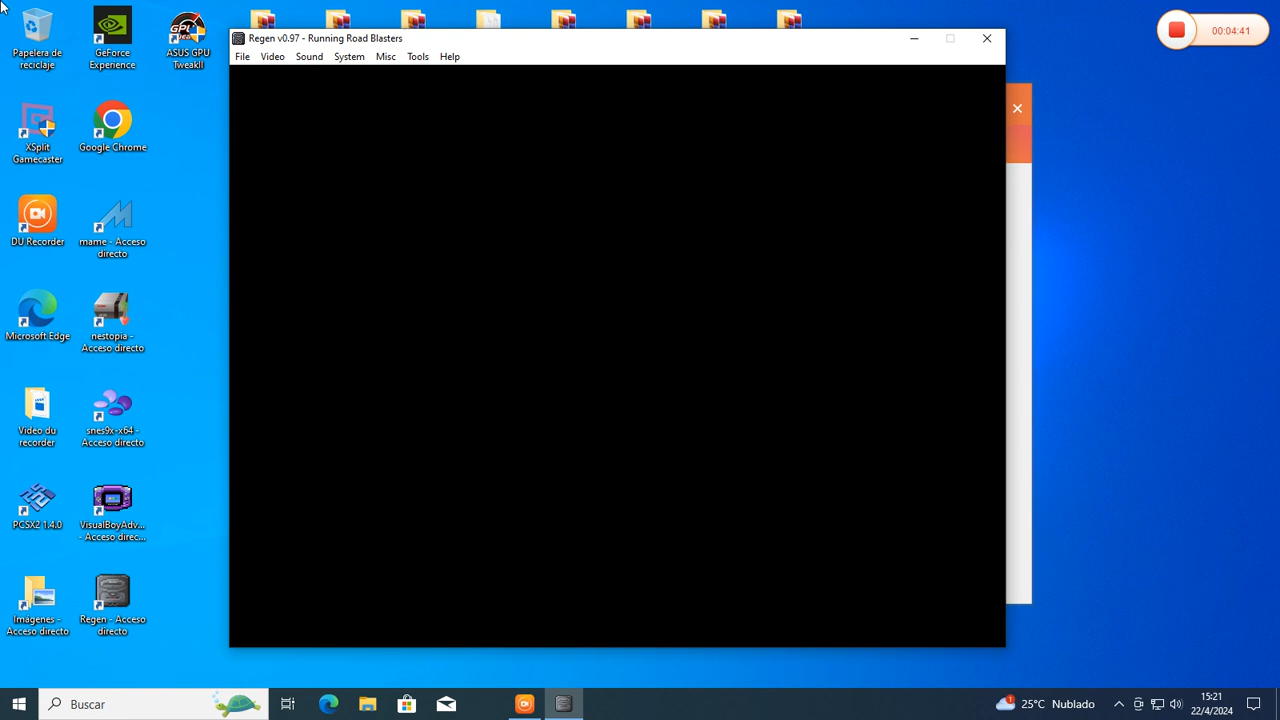 Regen v0.97 - Running Road Blasters
File Video Sound System Misc Tools Help
00:04:41
Papelera de
reciclaje
GeForce
Experience
ASUS GPU
TweakII
XSplit
Gamecaster
Google Chrome
DU Recorder
mame - Acceso
directo
Microsoft Edge
nestopia -
Acceso directo
Video du
recorder
snes9x-x64 -
Acceso directo
PCSX2 1.4.0
VisualBoyAdv...
- Acceso direc...
Imágenes -
Acceso directo
Regen - Acceso
directo
Buscar
1
25°C Nublado
15:21
22/4/2024